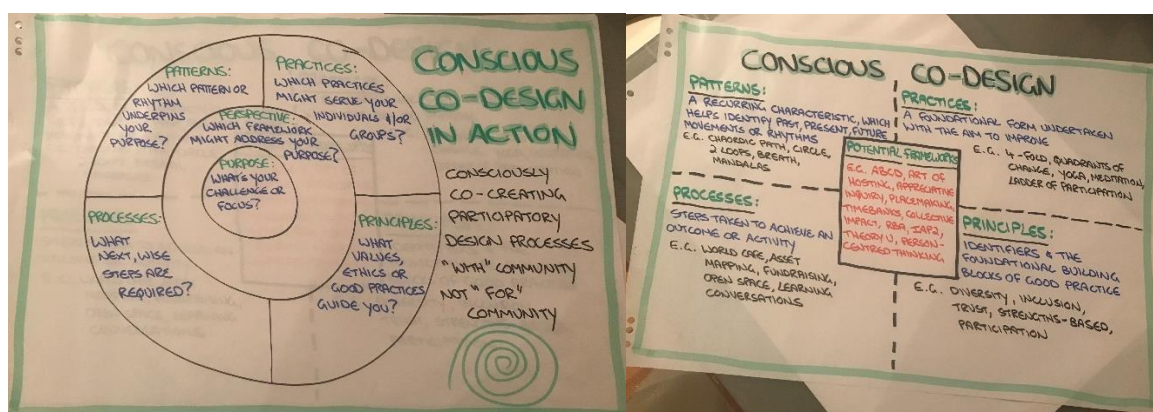 CONSCIOUS
CO-DESIGN
IN ACTION
PATTERNS:
WHICH PATTERN OR
RHYTHM
UNDERPINS
YOUR
PURPOSE?
PRACTICES:
WHICH PRACTICES
MIGHT SERVE YOUR
INDIVIDUALS &/OR
GROUPS?
PERSPECTIVE:
WHICH FRAMEWORK
MIGHT ADDRESS YOUR
PURPOSE?
PURPOSE:
WHAT'S YOUR
CHALLENGE OR
FOCUS?
PROCESSES:
WHAT
NEXT, WISE
STEPS ARE
REQUIRED?
PRINCIPLES:
WHAT
VALUES,
ETHICS OR
GOOD PRACTICES
GUIDE YOU?
CONSCIOUSLY
CO-CREATING
PARTICIPATORY
DESIGN PROCESSES
"WITH" COMMUNITY
NOT "FOR"
COMMUNITY
CONSCIOUS CO-DESIGN
PATTERNS:
A RECURRING CHARACTERISTIC, WHICH
HELPS IDENTIFY PAST, PRESENT, FUTURE
MOVEMENTS OR RHYTHMS
E.G. CHAORDIC PATH, CIRCLE,
2 LOOPS, BREATH,
MANDALAS
PRACTICES:
A FOUNDATIONAL FORM UNDERTAKEN
WITH THE AIM TO IMPROVE
E.G. 4-FOLD, QUADRANTS OF
CHANGE, YOGA, MEDITATION,
LADDER OF PARTICIPATION
POTENTIAL FRAMEWORKS
E.G. ABCD, ART OF
HOSTING, APPRECIATIVE
INQUIRY, PLACEMAKING,
TIMEBANKS, COLLECTIVE
IMPACT, RBA, IAP2,
THEORY U, PERSON-
CENTRED THINKING
PROCESSES:
STEPS TAKEN TO ACHIEVE AN
OUTCOME OR ACTIVITY
E.G. WORLD CAFE, ASSET
MAPPING, FUNDRAISING,
OPEN SPACE, LEARNING
CONVERSATIONS
PRINCIPLES:
IDENTIFIERS & THE
FOUNDATIONAL BUILDING
BLOCKS OF GOOD PRACTICE
E.G. DIVERSITY, INCLUSION,
TRUST, STRENGTHS-BASED,
PARTICIPATION